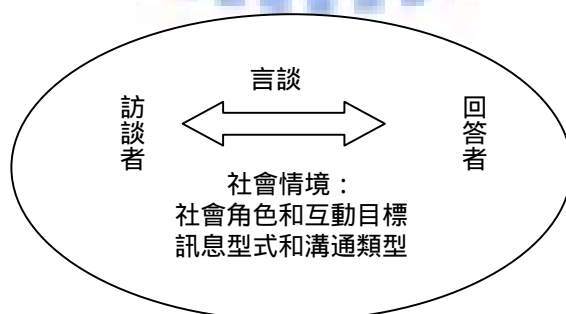 言談
訪談者
回答者
社會情境：
社會角色和互動目標
訊息型式和溝通類型